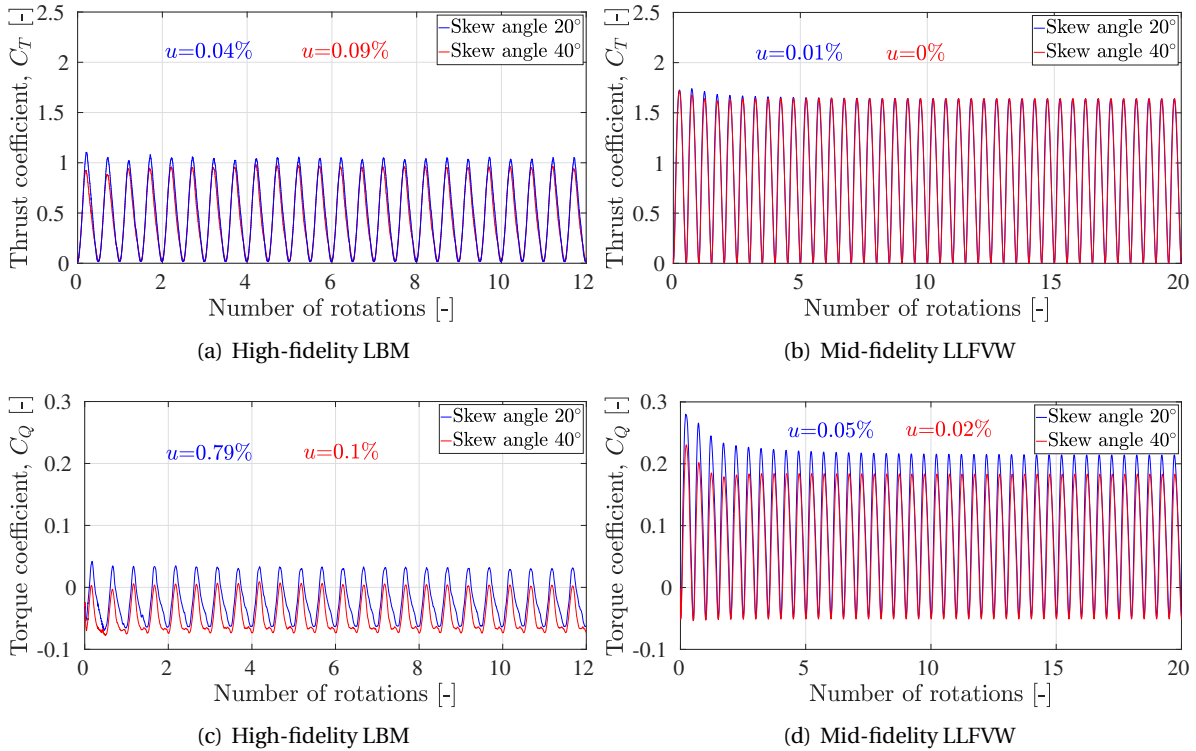 Thrust coefficient, C_T [-]
2.5
2
1.5
1
0.5
0
u=0.04% u=0.09%
Skew angle 20°
Skew angle 40°
0 2 4 6 8 10 12
Number of rotations [-]
(a) High-fidelity LBM
Thrust coefficient, C_T [-]
2.5
2
1.5
1
0.5
0
u=0.01% u=0%
Skew angle 20°
Skew angle 40°
0 5 10 15 20
Number of rotations [-]
(b) Mid-fidelity LLFVW
Torque coefficient, C_Q [-]
0.3
0.2
0.1
0
-0.1
u=0.79% u=0.1%
Skew angle 20°
Skew angle 40°
0 2 4 6 8 10 12
Number of rotations [-]
(c) High-fidelity LBM
Torque coefficient, C_Q [-]
0.3
0.2
0.1
0
-0.1
u=0.05% u=0.02%
Skew angle 20°
Skew angle 40°
0 5 10 15 20
Number of rotations [-]
(d) Mid-fidelity LLFVW